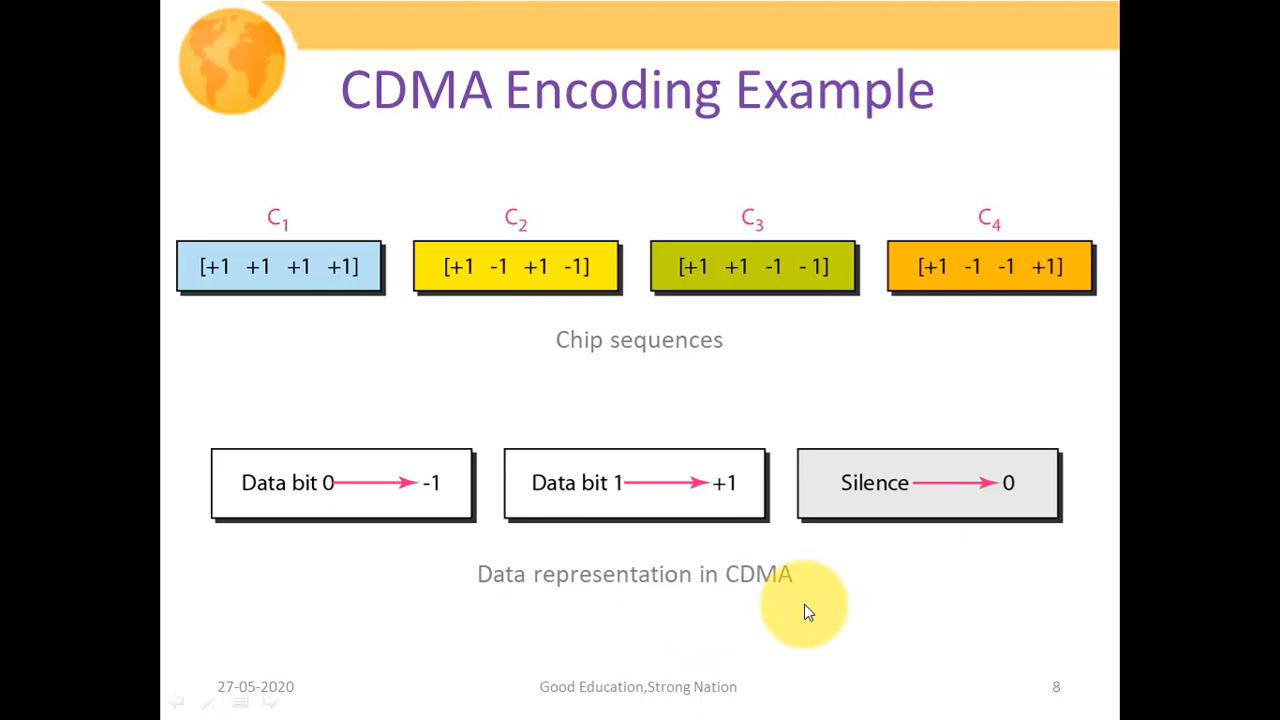 CDMA Encoding Example
C1 C2 C3 C4
[+1 +1 +1 +1] [+1 -1 +1 -1] [+1 +1 -1 - 1] [+1 -1 -1 +1]
Chip sequences
Data bit 0 -1 Data bit 1 +1 Silence 0
Data representation in CDMA
27-05-2020 Good Education,Strong Nation 8